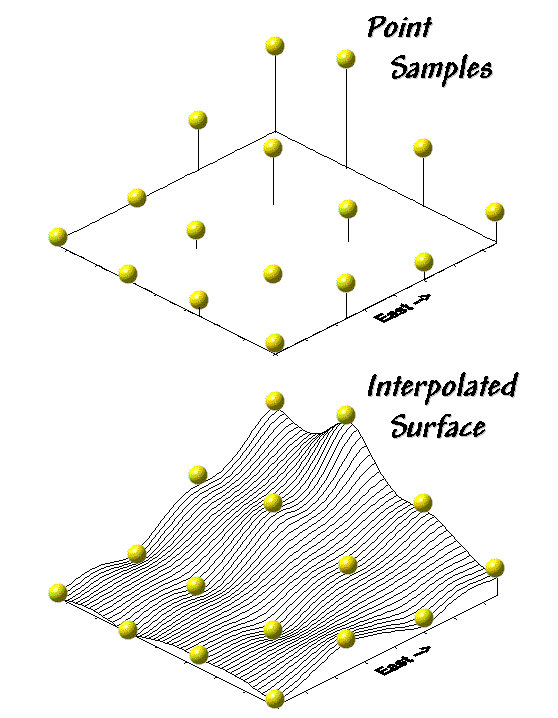 Point
Samples
East -->
Interpolated
Surface
East -->